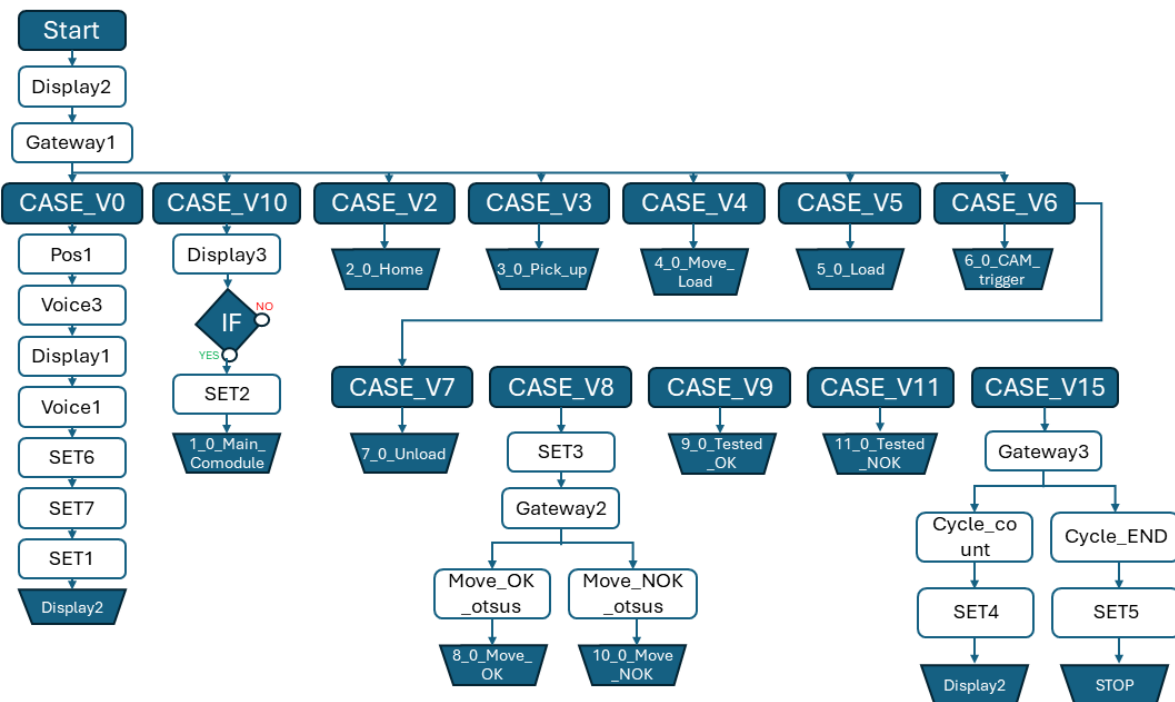 Start
Display2
Gateway1
CASE_V0
CASE_V10
CASE_V2
CASE_V3
CASE_V4
CASE_V5
CASE_V6
Pos1
Voice3
Display1
Voice1
SET6
SET7
SET1
Display2
Display3
IF
NO
YES
SET2
1_0_Main_
Comodule
2_0_Home
3_0_Pick_up
4_0_Move_
Load
5_0_Load
6_0_CAM_
trigger
CASE_V7
CASE_V8
CASE_V9
CASE_V11
CASE_V15
7_0_Unload
SET3
Gateway2
Move_OK
_otsus
Move_NOK
_otsus
8_0_Move_
OK
10_0_Move
_NOK
9_0_Tested
_OK
11_0_Tested
_NOK
Gateway3
Cycle_co
unt
Cycle_END
SET4
SET5
Display2
STOP